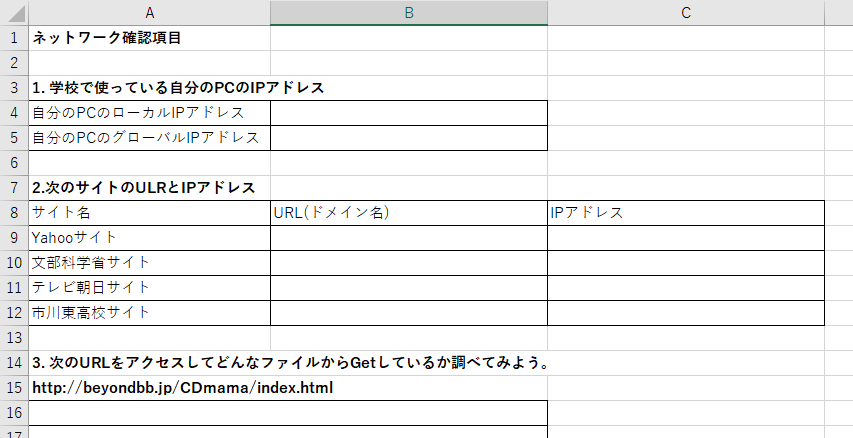 A B C
1 ネットワーク確認項目
2
3 1. 学校で使っている自分のPCのIPアドレス
4 自分のPCのローカルIPアドレス
5 自分のPCのグローバルIPアドレス
6
7 2.次のサイトのULRとIPアドレス
8 サイト名 URL(ドメイン名) IPアドレス
9 Yahooサイト
10 文部科学省サイト
11 テレビ朝日サイト
12 市川東高校サイト
13
14 3. 次のURLをアクセスしてどんなファイルからGetしているか調べてみよう。
15 http://beyondbb.jp/CDmama/index.html
16
17